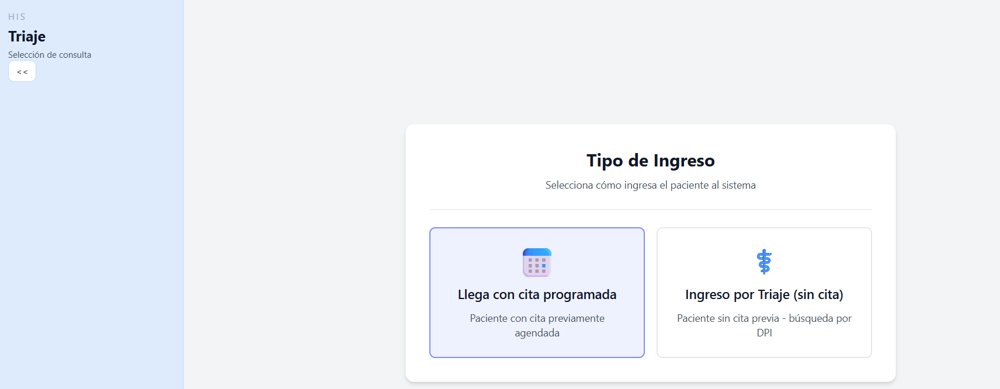 HIS
Triaje
Selección de consulta
<<
Tipo de Ingreso
Selecciona cómo ingresa el paciente al sistema
Llega con cita programada
Paciente con cita previamente
agendada
Ingreso por Triaje (sin cita)
Paciente sin cita previa - búsqueda por
DPI